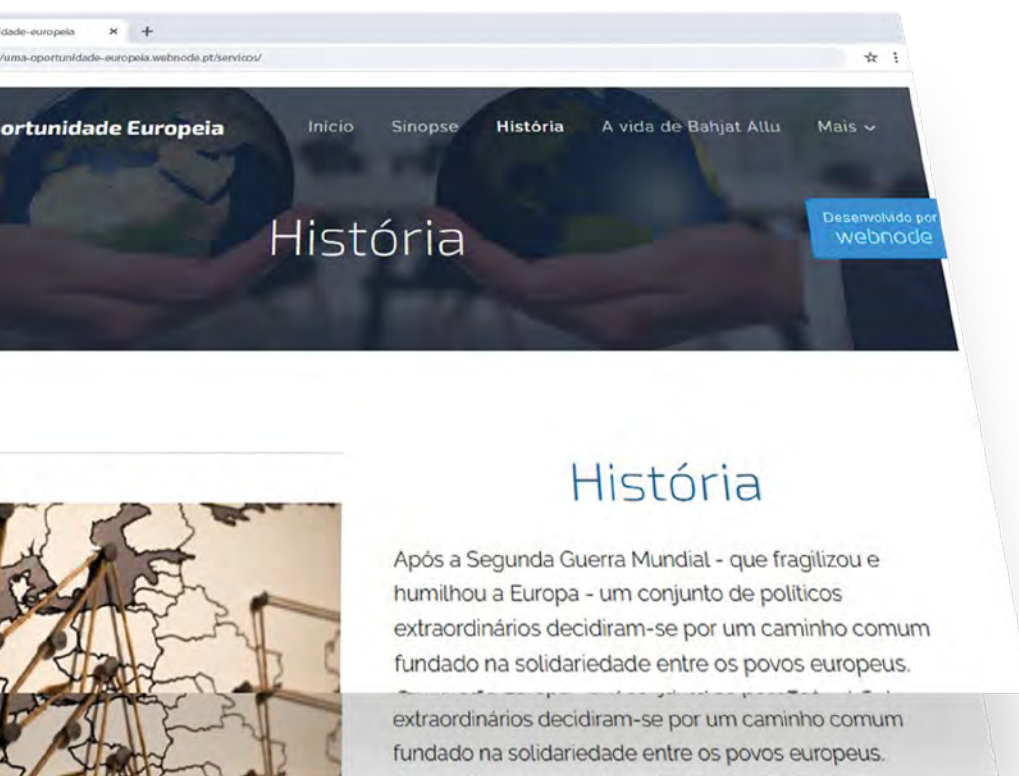 dade-europeia × +
/uma-oportunidade-europeia.webnode.pt/servicos/
ortunidade Europeia Início Sinopse História A vida de Bahjat Allu Mais
História
Desenvolvido por
webnode
História
Após a Segunda Guerra Mundial - que fragilizou e
humilhou a Europa - um conjunto de políticos
extraordinários decidiram-se por um caminho comum
fundado na solidariedade entre os povos europeus.
extraordinários decidiram-se por um caminho comum
fundado na solidariedade entre os povos europeus.